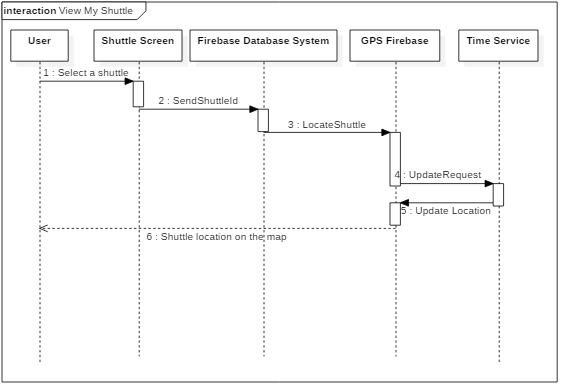 interaction View My Shuttle
User
Shuttle Screen
Firebase Database System
GPS Firebase
Time Service
1 : Select a shuttle
2 : SendShuttleId
3 : LocateShuttle
4 : UpdateRequest
5 : Update Location
6 : Shuttle location on the map